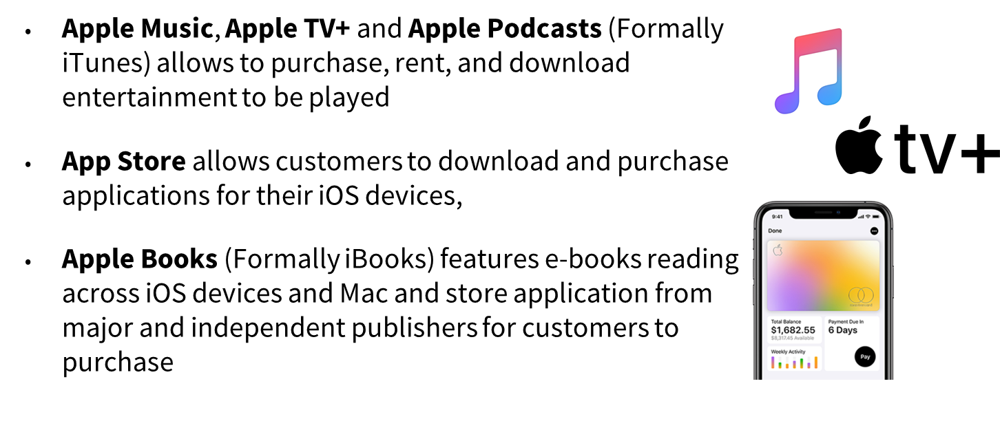 • Apple Music, Apple TV+ and Apple Podcasts (Formally
iTunes) allows to purchase, rent, and download
entertainment to be played
• App Store allows customers to download and purchase
applications for their iOS devices,
• Apple Books (Formally iBooks) features e-books reading
across iOS devices and Mac and store application from
major and independent publishers for customers to
purchase
tv+
9:41
Done
Total Balance
$1,682.55
$8,317.45 Available
Payment Due In
6 Days
Weekly Activity
Pay